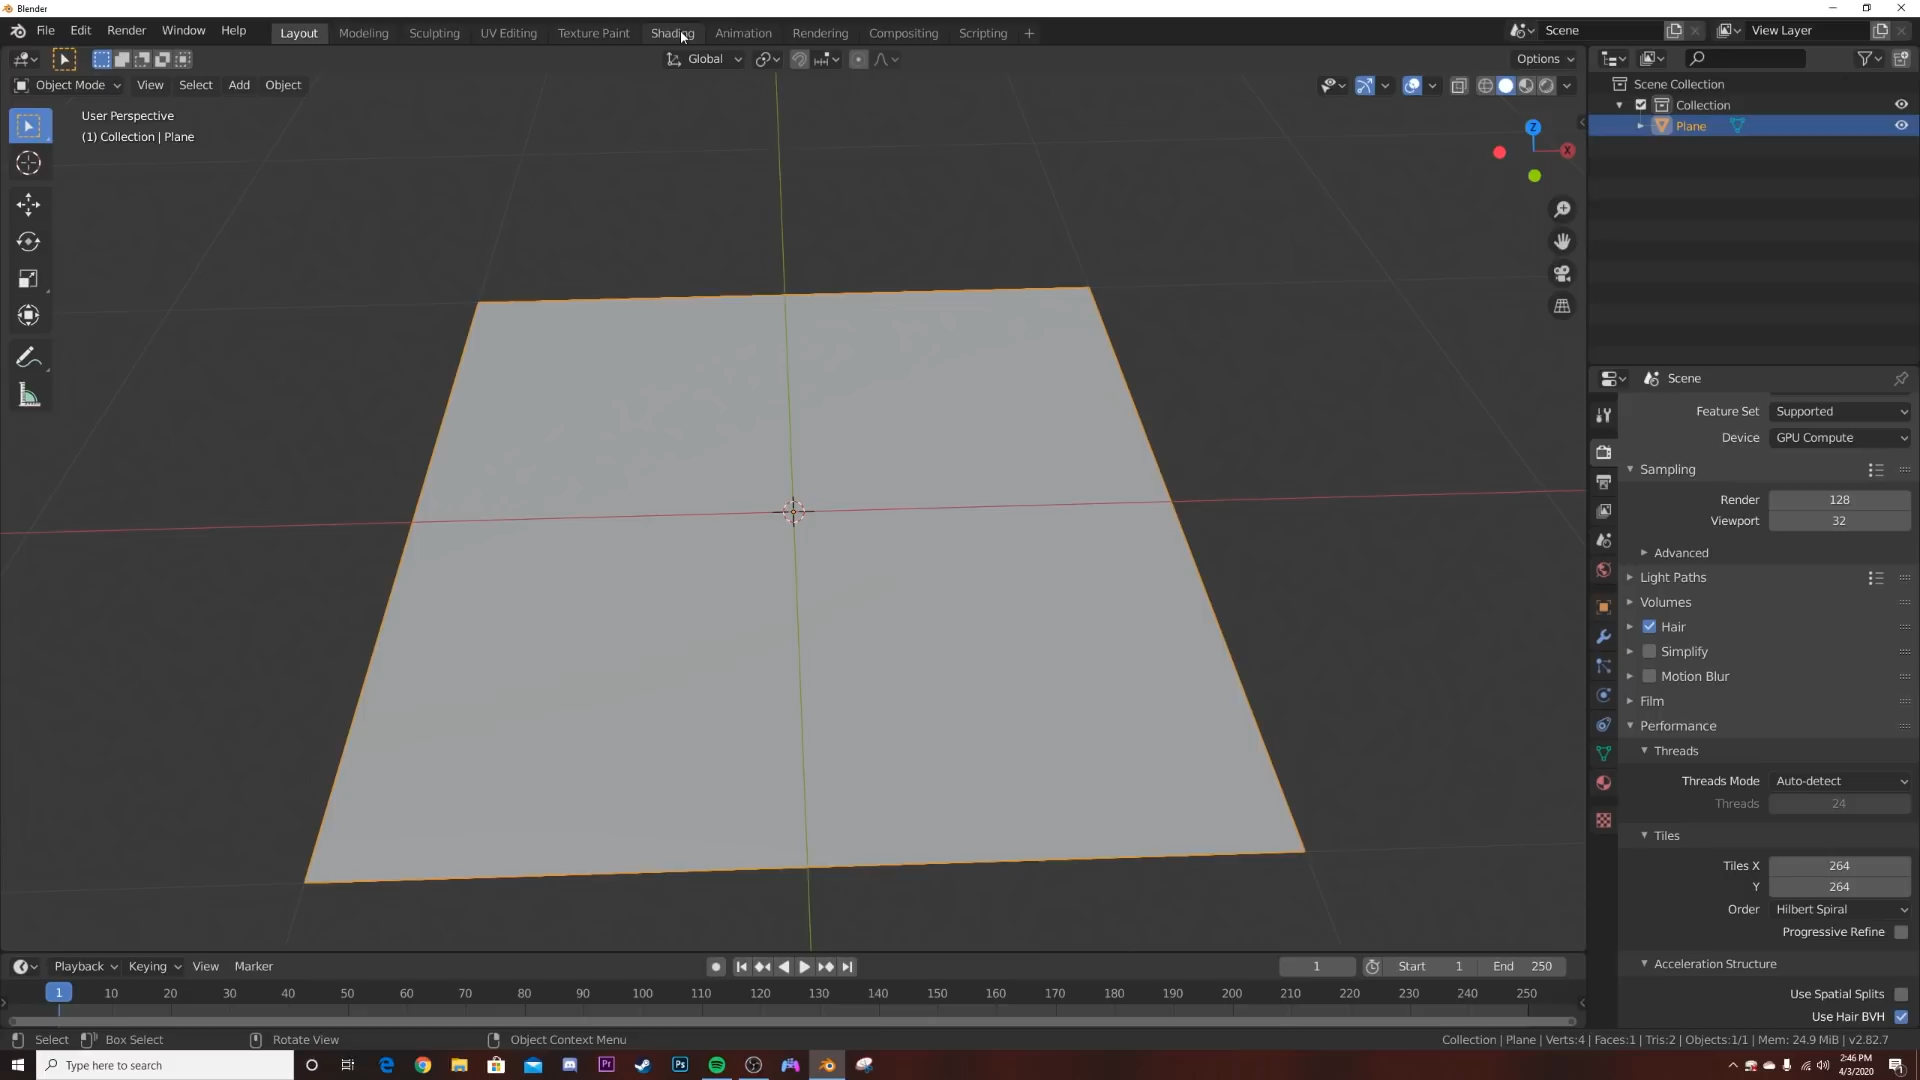 Blender
File Edit Render Window Help Layout Modeling Sculpting UV Editing Texture Paint Shading Animation Rendering Compositing Scripting + Scene View Layer
Global Options
Object Mode View Select Add Object
User Perspective
(1) Collection | Plane
Z
X
Scene Collection
Collection
Plane
Scene
Feature Set Supported
Device GPU Compute
Sampling
Render 128
Viewport 32
Advanced
Light Paths
Volumes
Hair
Simplify
Motion Blur
Film
Performance
Threads
Threads Mode Auto-detect
Threads 24
Tiles
Tiles X 264
Y 264
Order Hilbert Spiral
Progressive Refine
Acceleration Structure
Use Spatial Splits
Use Hair BVH
Playback Keying View Marker 1 Start 1 End 250
1 10 20 30 40 50 60 70 80 90 100 110 120 130 140 150 160 170 180 190 200 210 220 230 240 250
Select Box Select Rotate View Object Context Menu Collection | Plane | Verts:4 | Faces:1 | Tris:2 | Objects:1/1 | Mem: 24.9 MiB | v2.82.7
Type here to search
Pr
Ps
2:46 PM
4/3/2020